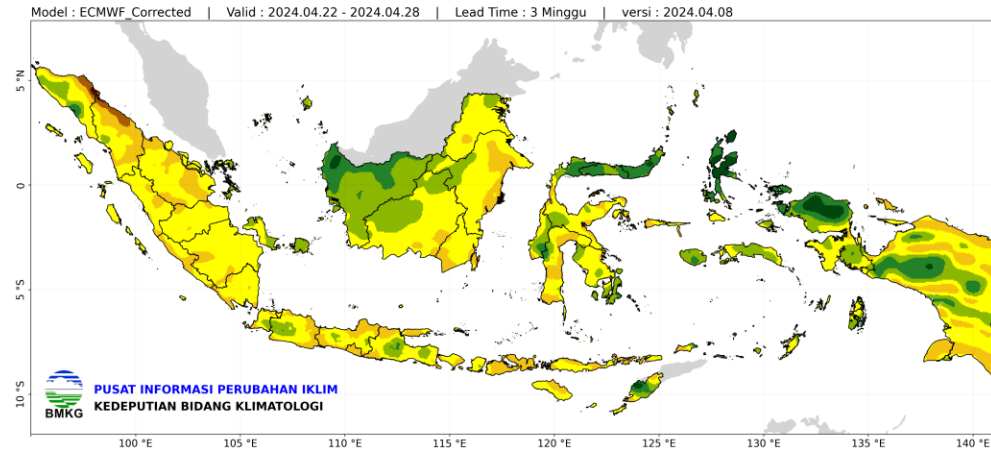 Model : ECMWF_Corrected | Valid : 2024.04.22 - 2024.04.28 | Lead Time : 3 Minggu | versi : 2024.04.08
5 °N
0
5 °S
10 °S
PUSAT INFORMASI PERUBAHAN IKLIM
KEDEPUTIAN BIDANG KLIMATOLOGI
BMKG
100 °E 105 °E 110 °E 115 °E 120 °E 125 °E 130 °E 135 °E 140 °E